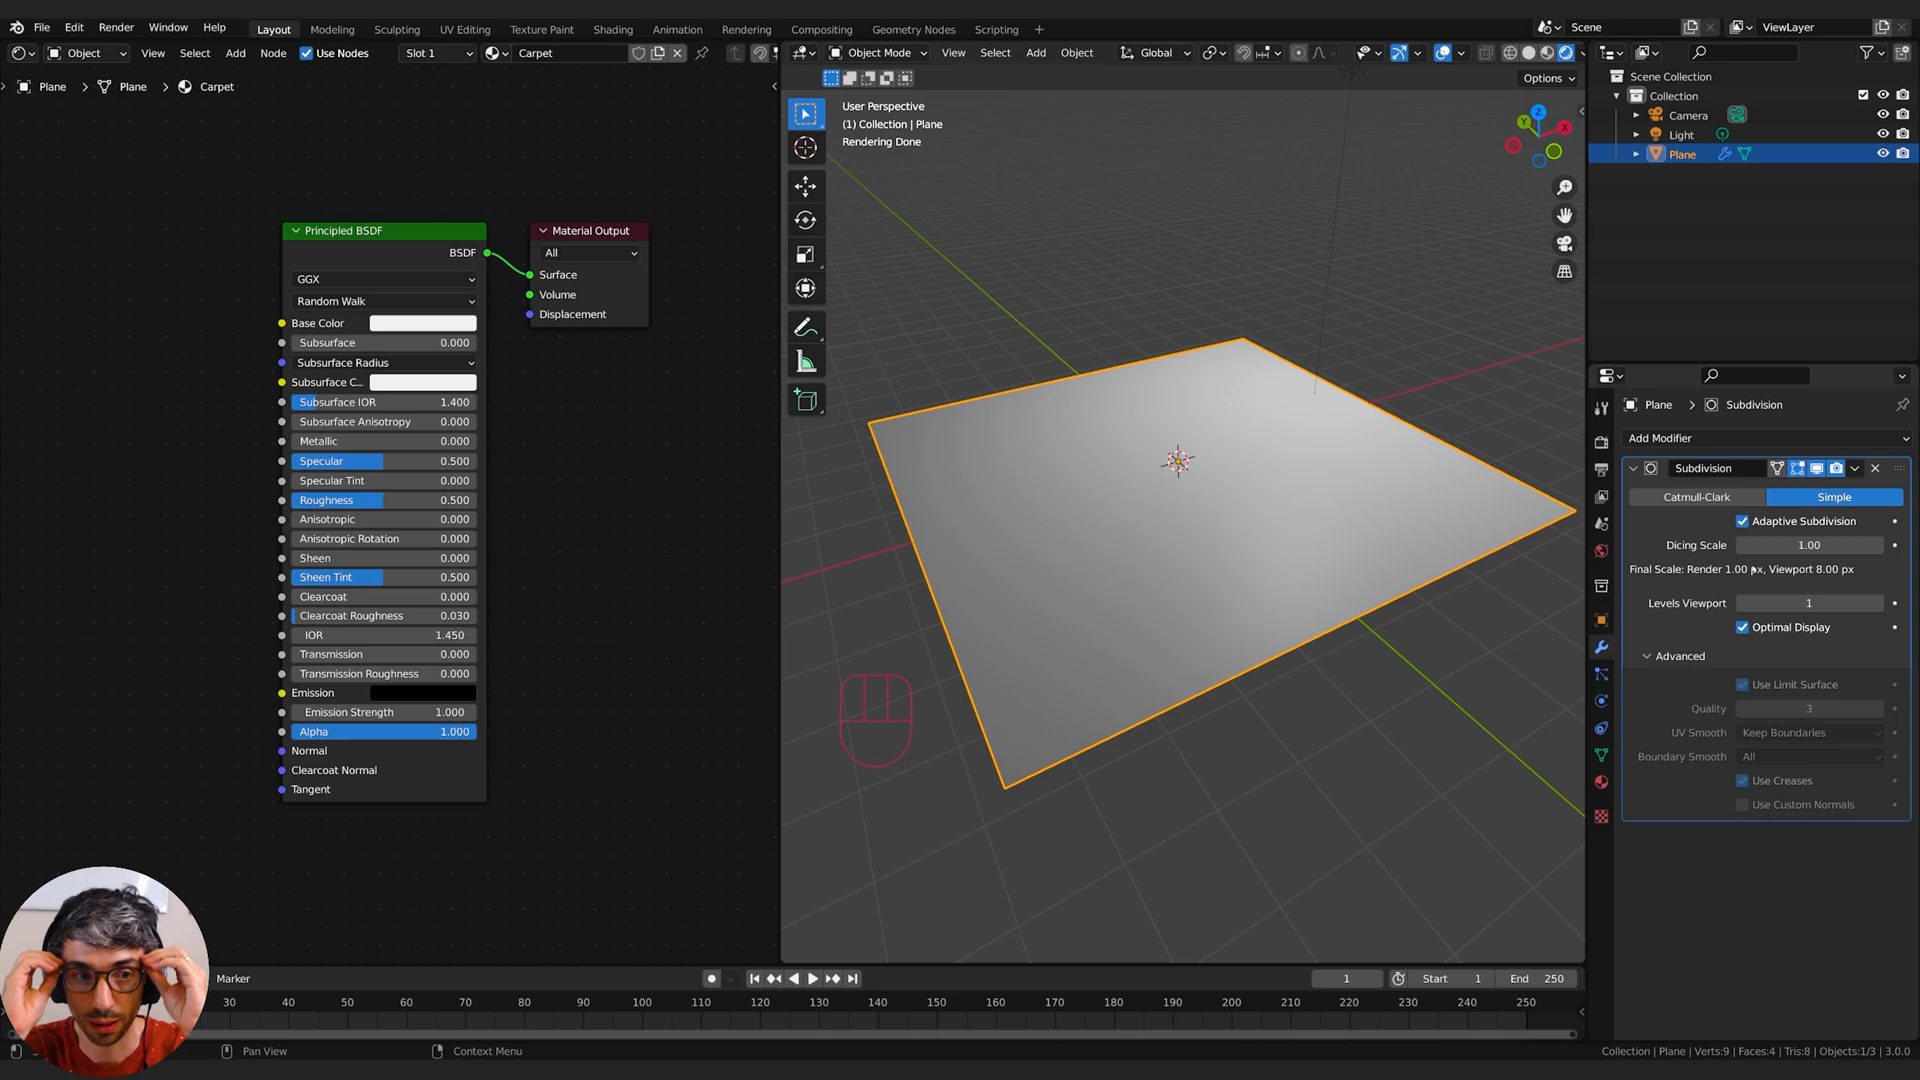 File Edit Render Window Help Layout Modeling Sculpting UV Editing Texture Paint Shading Animation Rendering Compositing Geometry Nodes Scripting + Scene ViewLayer
Object View Select Add Node Use Nodes Slot 1 Carpet Object Mode View Select Add Object Global
Options
Plane > Plane > Carpet
User Perspective
(1) Collection | Plane
Rendering Done
Z
Y
X
Scene Collection
Collection
Camera
Light
Plane
Principled BSDF
BSDF
GGX
Random Walk
Base Color
Subsurface 0.000
Subsurface Radius
Subsurface C...
Subsurface IOR 1.400
Subsurface Anisotropy 0.000
Metallic 0.000
Specular 0.500
Specular Tint 0.000
Roughness 0.500
Anisotropic 0.000
Anisotropic Rotation 0.000
Sheen 0.000
Sheen Tint 0.500
Clearcoat 0.000
Clearcoat Roughness 0.030
IOR 1.450
Transmission 0.000
Transmission Roughness 0.000
Emission
Emission Strength 1.000
Alpha 1.000
Normal
Clearcoat Normal
Tangent
Material Output
All
Surface
Volume
Displacement
Plane > Subdivision
Add Modifier
Subdivision
Catmull-Clark Simple
Adaptive Subdivision
Dicing Scale 1.00
Final Scale: Render 1.00 px, Viewport 8.00 px
Levels Viewport 1
Optimal Display
Advanced
Use Limit Surface
Quality 3
UV Smooth Keep Boundaries
Boundary Smooth All
Use Creases
Use Custom Normals
Marker 1 Start 1 End 250
30 40 50 60 70 80 90 100 110 120 130 140 150 160 170 180 190 200 210 220 230 240 250
Pan View Context Menu Collection | Plane | Verts:9 | Faces:4 | Tris:8 | Objects:1/3 | 3.0.0